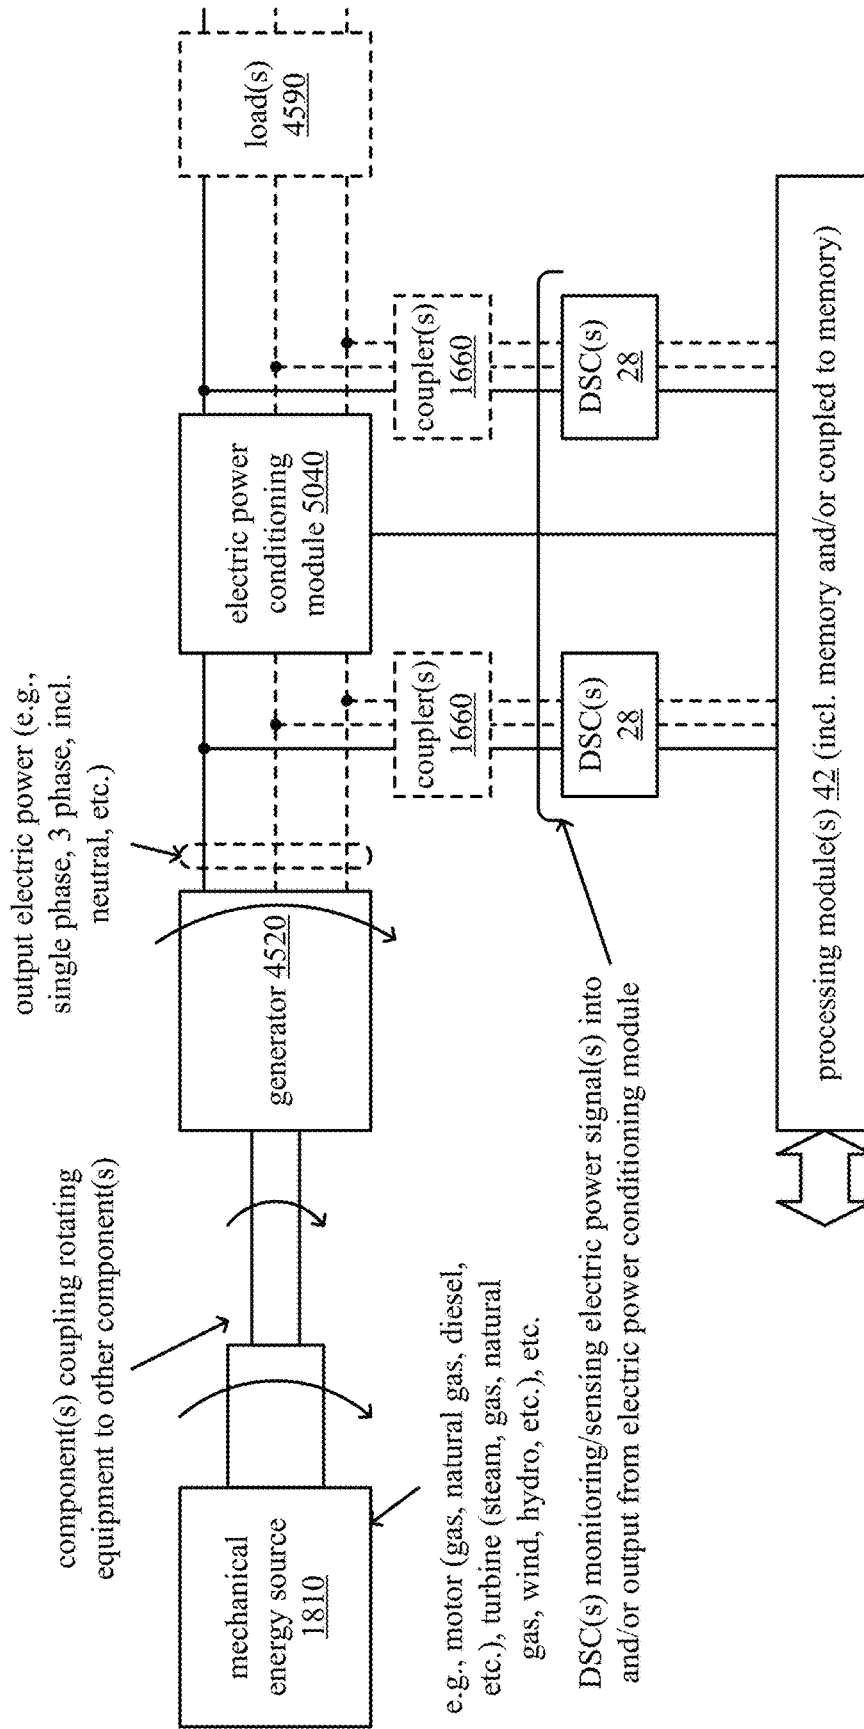 output electric power (e.g.,
single phase, 3 phase, incl.
neutral, etc.)
component(s) coupling rotating
equipment to other component(s)
mechanical
energy source
1810
generator 4520
electric power
conditioning
module 5040
load(s)
4590
e.g., motor (gas, natural gas, diesel,
etc.), turbine (steam, gas, natural
gas, wind, hydro, etc.), etc.
coupler(s)
1660
coupler(s)
1660
DSC(s)
28
DSC(s)
28
DSC(s) monitoring/sensing electric power signal(s) into
and/or output from electric power conditioning module
processing module(s) 42 (incl. memory and/or coupled to memory)